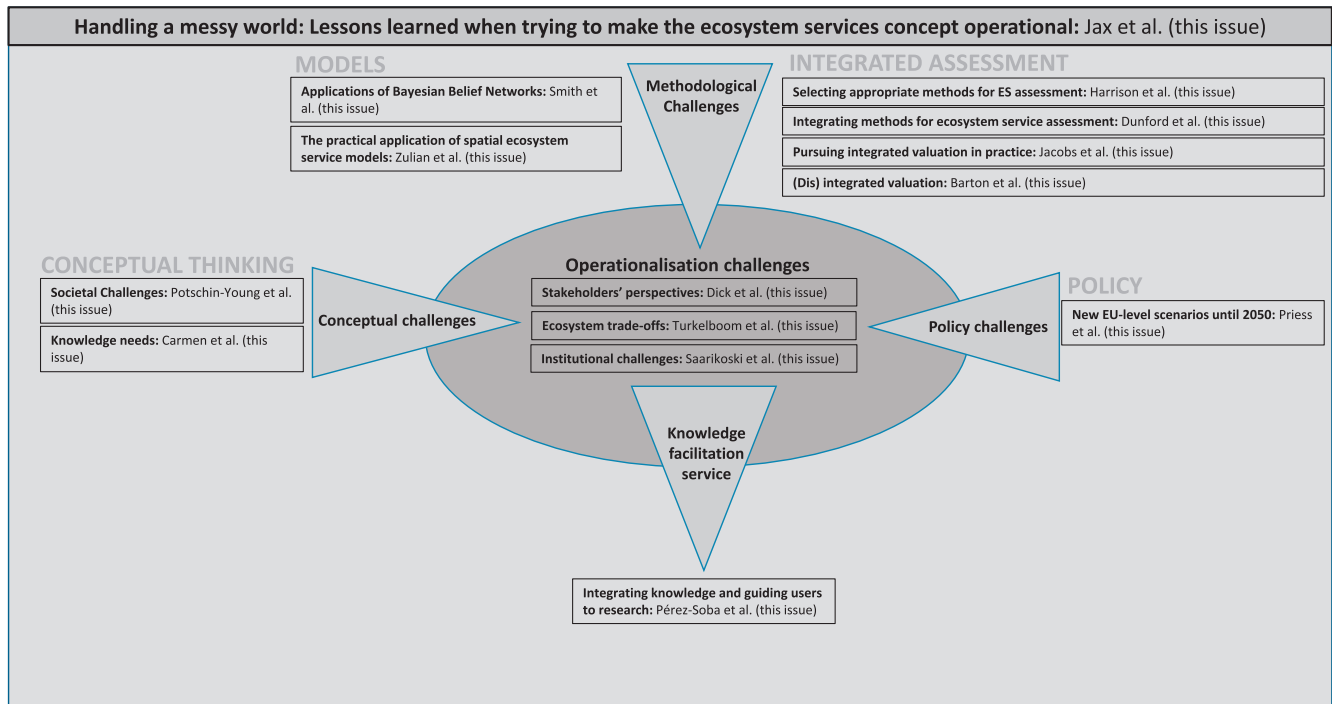 Handling a messy world: Lessons learned when trying to make the ecosystem services concept operational: Jax et al. (this issue)
MODELS
Applications of Bayesian Belief Networks: Smith et
al. (this issue)
The practical application of spatial ecosystem
service models: Zulian et al. (this issue)
Methodological
Challenges
INTEGRATED ASSESSMENT
Selecting appropriate methods for ES assessment: Harrison et al. (this issue)
Integrating methods for ecosystem service assessment: Dunford et al. (this issue)
Pursuing integrated valuation in practice: Jacobs et al. (this issue)
(Dis) integrated valuation: Barton et al. (this issue)
CONCEPTUAL THINKING
Societal Challenges: Potschin-Young et al.
(this issue)
Knowledge needs: Carmen et al. (this
issue)
Conceptual challenges
Operationalisation challenges
Stakeholders’ perspectives: Dick et al. (this issue)
Ecosystem trade-offs: Turkelboom et al. (this issue)
Institutional challenges: Saarikoski et al. (this issue)
Policy challenges
POLICY
New EU-level scenarios until 2050: Priess
et al. (this issue)
Knowledge
facilitation
service
Integrating knowledge and guiding users
to research: Pérez-Soba et al. (this issue)